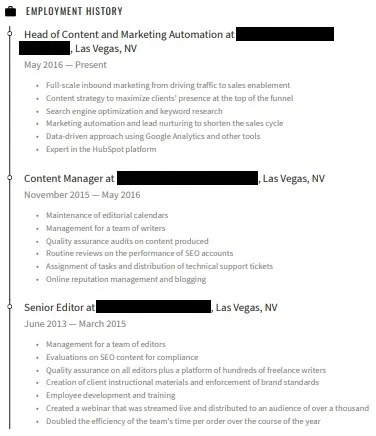 EMPLOYMENT HISTORY
Head of Content and Marketing Automation at
, Las Vegas, NV
May 2016 — Present
• Full-scale inbound marketing from driving traffic to sales enablement
• Content strategy to maximize clients' presence at the top of the funnel
• Search engine optimization and keyword research
• Marketing automation and lead nurturing to shorten the sales cycle
• Data-driven approach using Google Analytics and other tools
• Expert in the HubSpot platform
Content Manager at , Las Vegas, NV
November 2015 — May 2016
• Maintenance of editorial calendars
• Management for a team of writers
• Quality assurance audits on content produced
• Routine reviews on the performance of SEO accounts
• Assignment of tasks and distribution of technical support tickets
• Online reputation management and blogging
Senior Editor at , Las Vegas, NV
June 2013 — March 2015
• Management for a team of editors
• Evaluations on SEO content for compliance
• Quality assurance on all editors plus a platform of hundreds of freelance writers
• Creation of client instructional materials and enforcement of brand standards
• Employee development and training
• Created a webinar that was streamed live and distributed to an audience of over a thousand
• Doubled the efficiency of the team's time per order over the course of the year